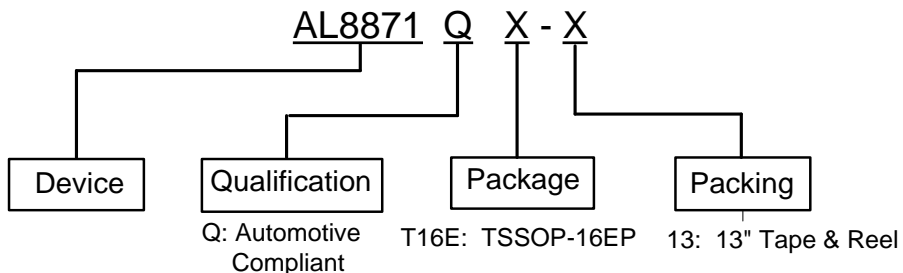 AL8871 Q X - X
Device
Qualification
Package
Packing
Q: Automotive
Compliant
T16E: TSSOP-16EP
13: 13" Tape & Reel